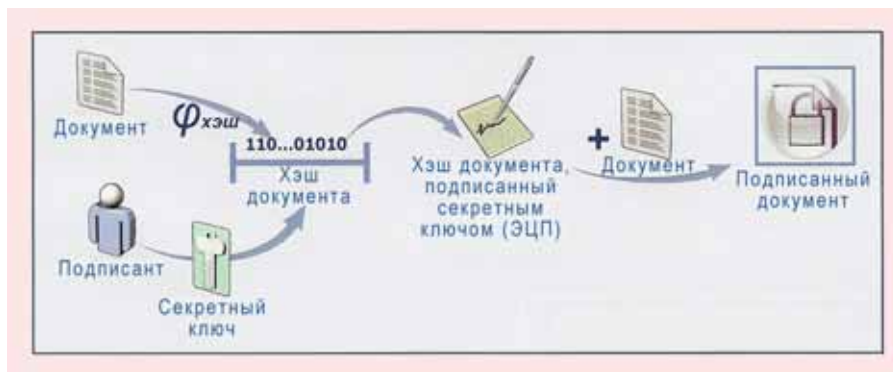 Документ
φхэш
110...01010
Хэш
документа
Подписант
Секретный
ключ
Хэш документа,
подписанный
секретным
ключом (ЭЦП)
+
Документ
Подписанный
документ